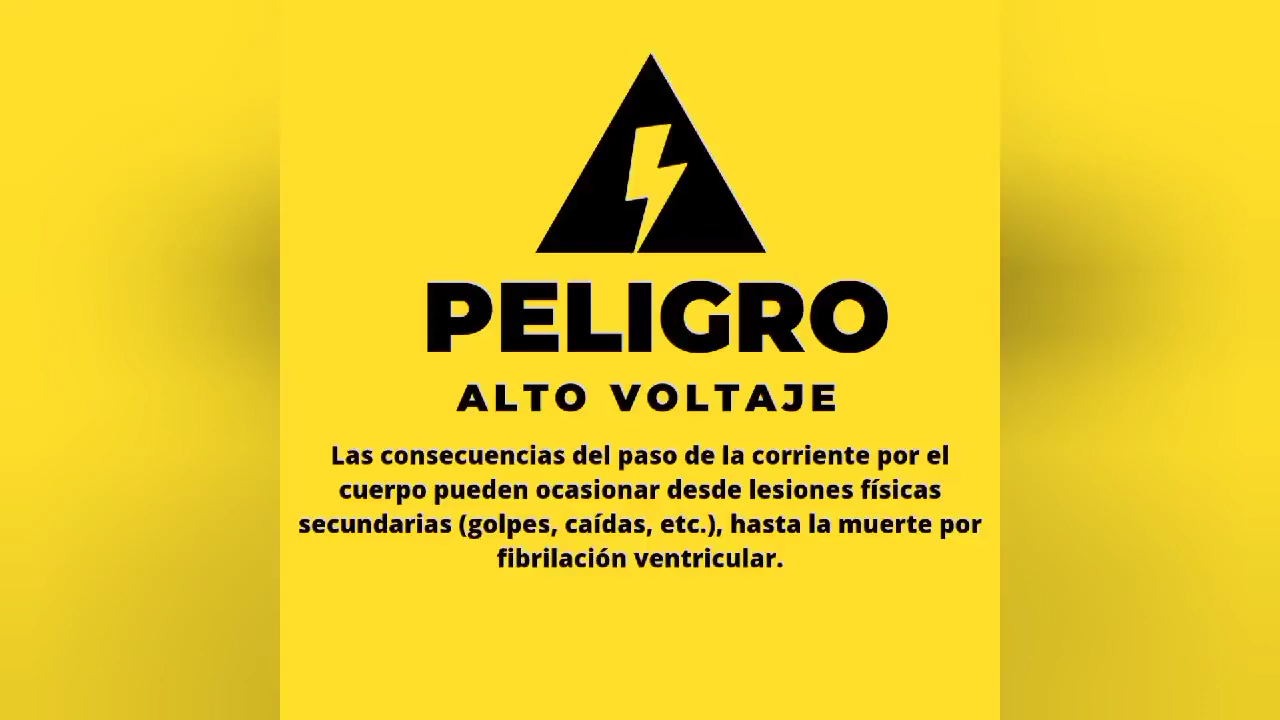 PELIGRO
ALTO VOLTAJE
Las consecuencias del paso de la corriente por el
cuerpo pueden ocasionar desde lesiones físicas
secundarias (golpes, caídas, etc.), hasta la muerte por
fibrilación ventricular.